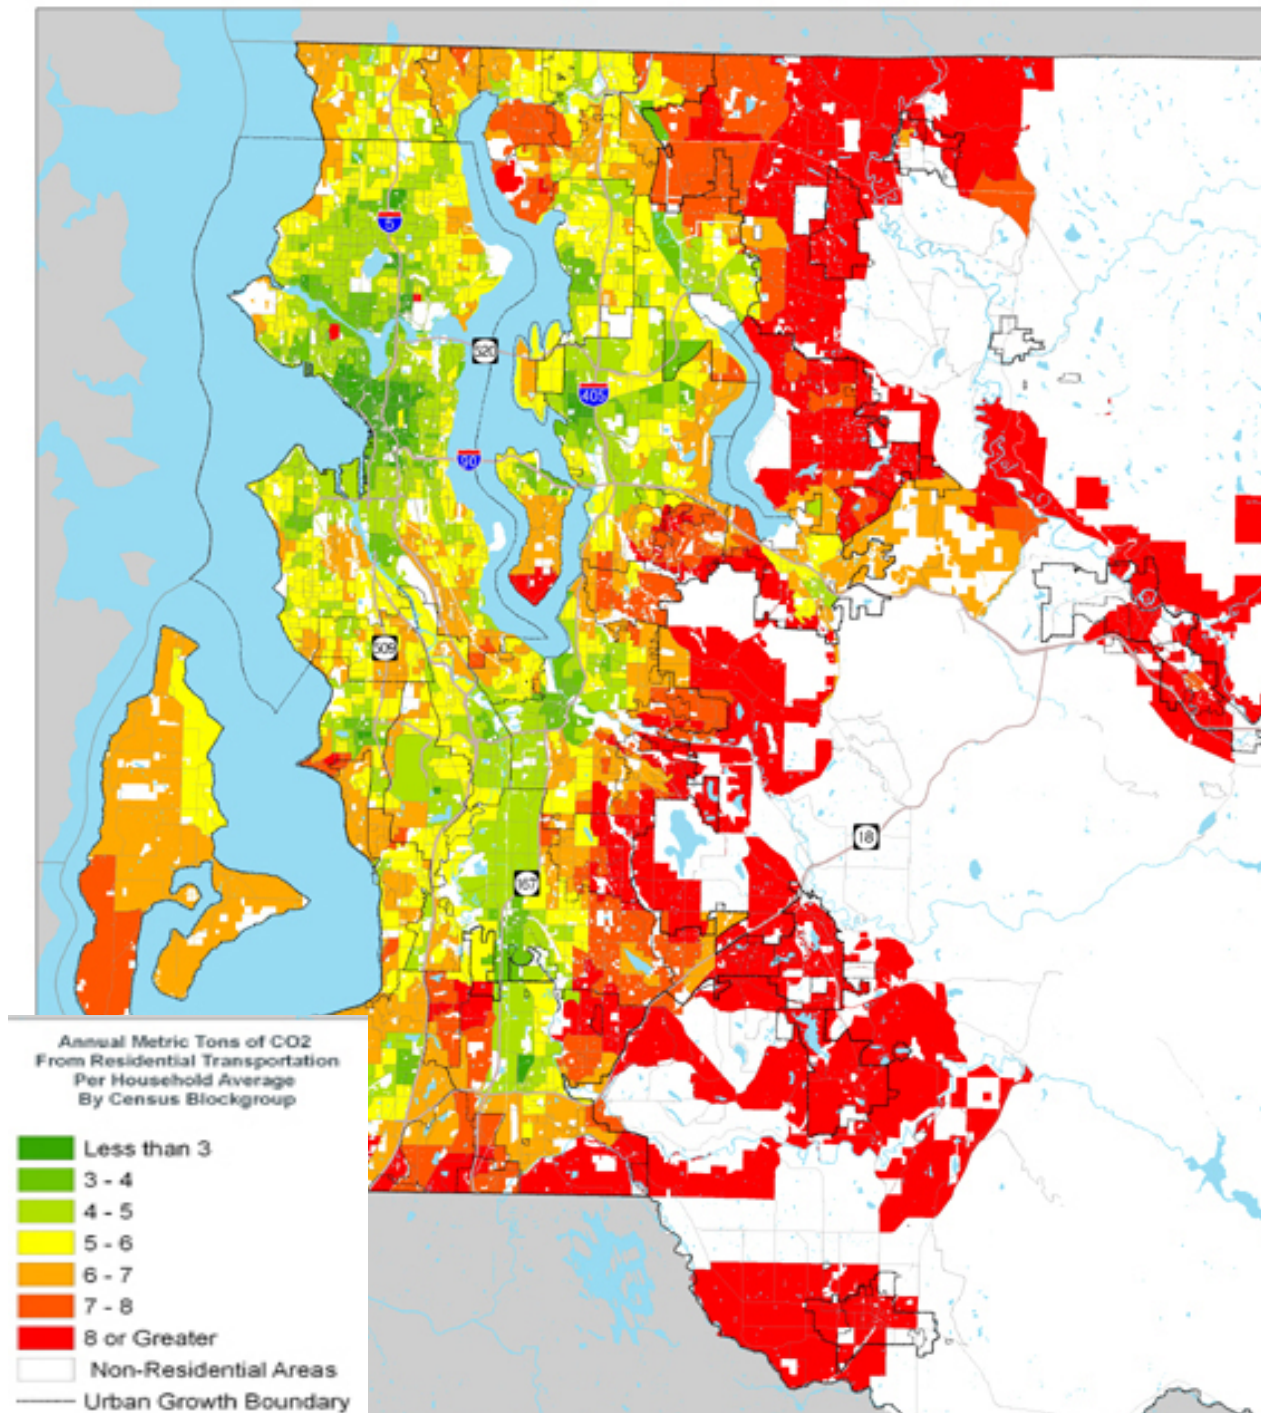 5
520
405
90
509
18
167
Annual Metric Tons of CO2
From Residential Transportation
Per Household Average
By Census Blockgroup
Less than 3
3 - 4
4 - 5
5 - 6
6 - 7
7 - 8
8 or Greater
Non-Residential Areas
Urban Growth Boundary